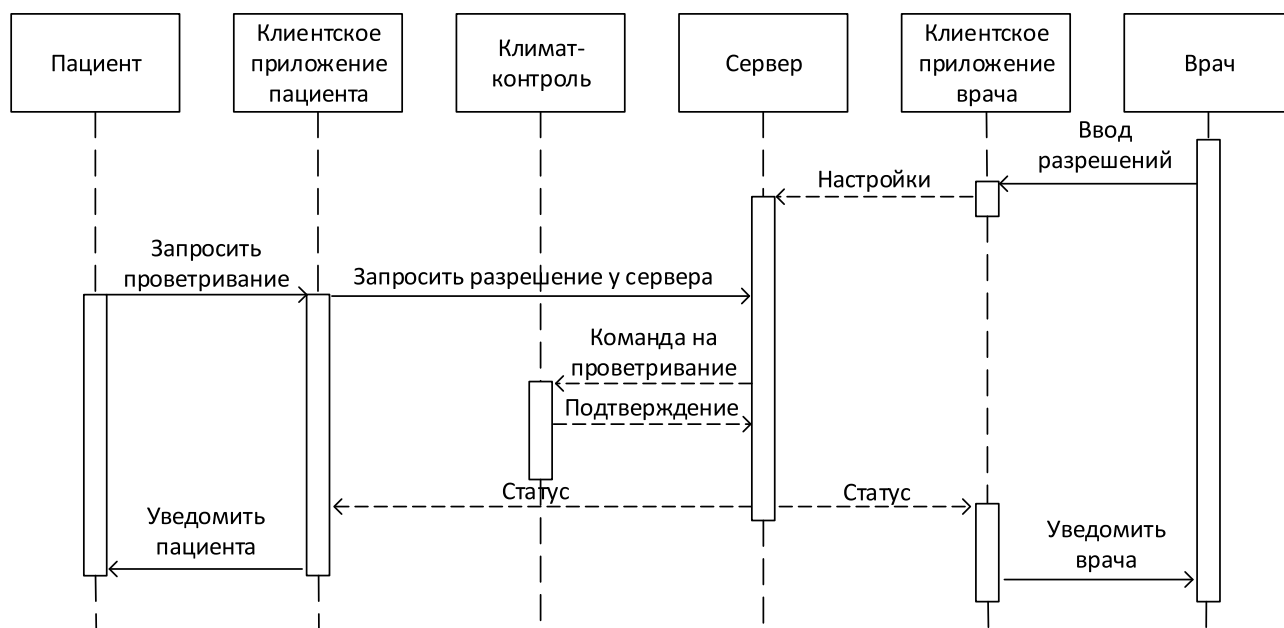 Пациент
Клиентское
приложение
пациента
Климат-
контроль
Сервер
Клиентское
приложение
врача
Врач
Ввод
разрешений
Настройки
Запросить
проветривание
Запросить разрешение у сервера
Команда на
проветривание
Подтверждение
Статус
Статус
Уведомить
пациента
Уведомить
врача